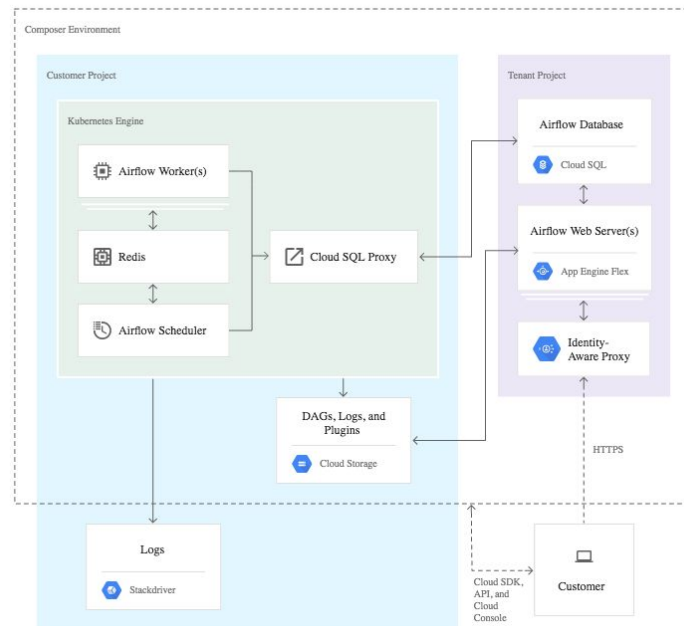 Composer Environment
Customer Project
Tenant Project
Kubernetes Engine
Airflow Database
Cloud SQL
Airflow Worker(s)
Airflow Web Server(s)
App Engine Flex
Redis
Cloud SQL Proxy
Airflow Scheduler
Identity-
Aware Proxy
DAGs, Logs, and
Plugins
Cloud Storage
HTTPS
Logs
Stackdriver
Cloud SDK,
API, and
Cloud
Console
Customer